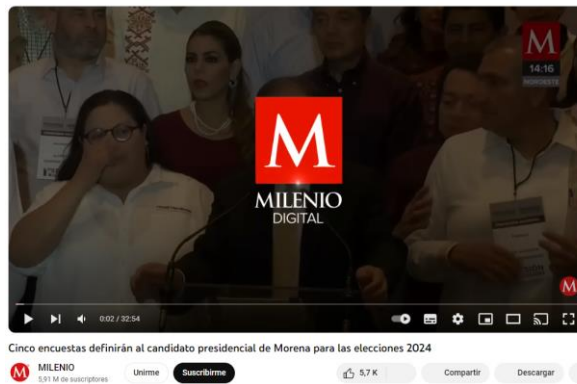 M
14:16
NOROESTE
M
MILENIO
DIGITAL
M
0:02 / 32:54
Cinco encuestas definirán al candidato presidencial de Morena para las elecciones 2024
M
MILENIO
5,91 M de suscriptores
Unirme
Suscribirme
5,7 K
Compartir
Descargar